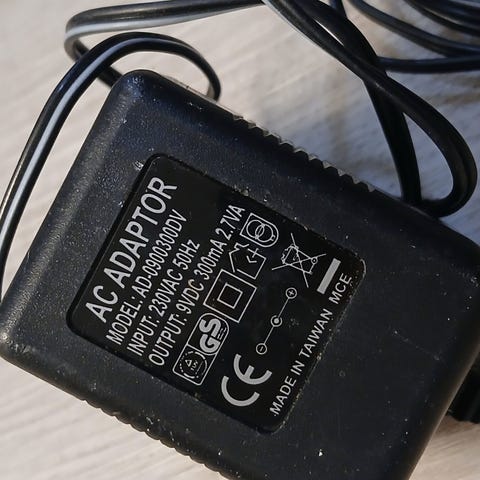 AC ADAPTOR
MODEL: AD-0900300DV
INPUT: 230VAC 50Hz
OUTPUT: 9VDC 300mA 2.7VA
GS
CE
MADE IN TAIWAN MCE